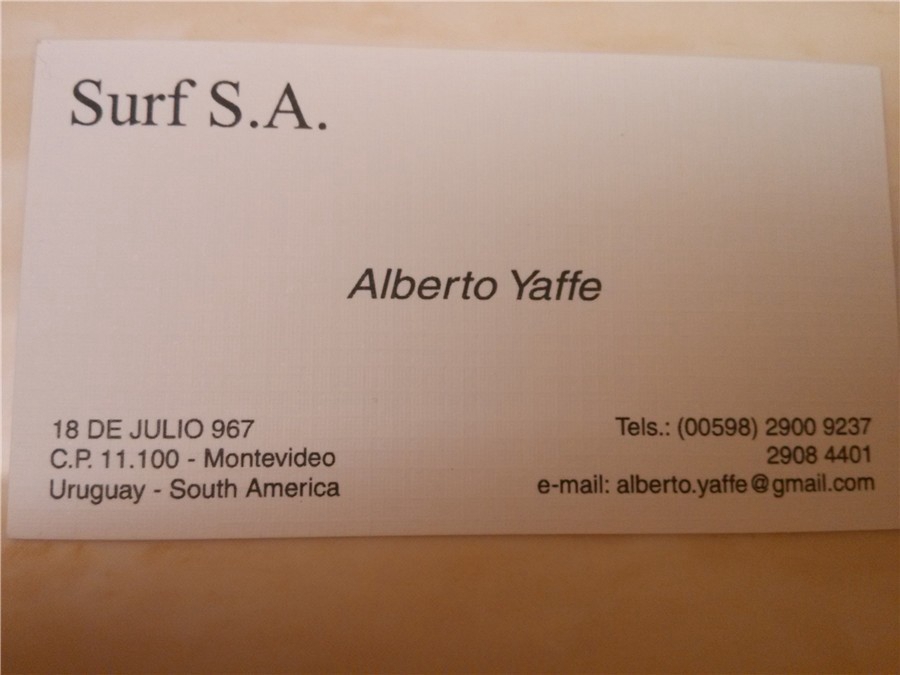 Surf S.A.
Alberto Yaffe
18 DE JULIO 967
C.P. 11.100 - Montevideo
Uruguay - South America
Tels.: (00598) 2900 9237
2908 4401
e-mail: alberto.yaffe@gmail.com